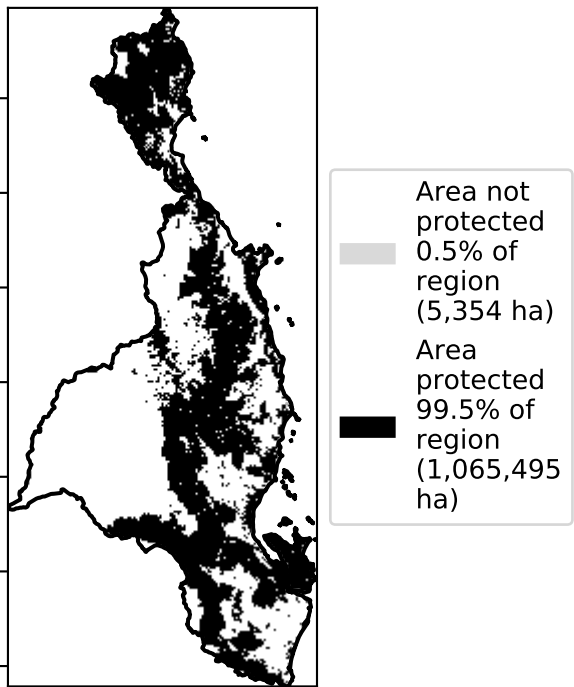 Area not
protected
0.5% of
region
(5,354 ha)
Area
protected
99.5% of
region
(1,065,495
ha)